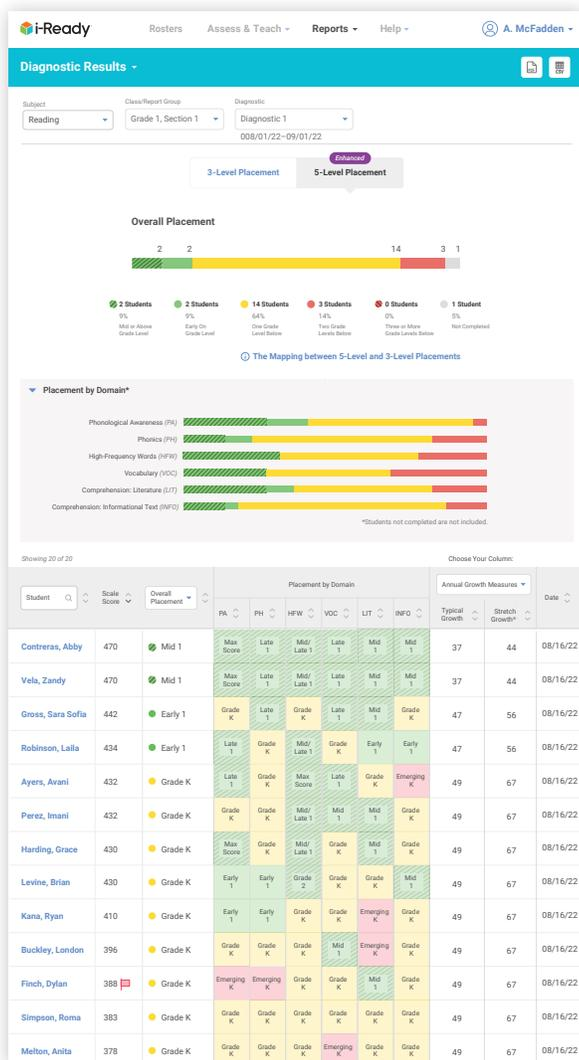 i-Ready
Rosters Assess & Teach Reports Help A. McFadden
Diagnostic Results
CSV
Subject Class/Report Group Diagnostic
Reading Grade 1, Section 1 Diagnostic 1
008/01/22–09/01/22
Enhanced
3-Level Placement 5-Level Placement
Overall Placement
2 2 14 3 1
2 Students 2 Students 14 Students 3 Students 0 Students 1 Student
9% 9% 64% 14% 0% 5%
Mid or Above Early On One Grade Two Grade Three or More Not Completed
Grade Level Grade Level Level Below Levels Below Grade Levels Below
The Mapping between 5-Level and 3-Level Placements
Placement by Domain*
Phonological Awareness (PA)
Phonics (PH)
High-Frequency Words (HFW)
Vocabulary (VOC)
Comprehension: Literature (LIT)
Comprehension: Informational Text (INFO)
*Students not completed are not included.
Showing 20 of 20 Choose Your Column:
Student Scale Score Overall Placement Placement by Domain Annual Growth Measures Date
PA PH HFW VOC LIT INFO Typical Growth Stretch Growth*
Contreras, Abby 470 Mid 1 Max Score Late 1 Mid/ Late 1 Late 1 Mid 1 Mid 1 37 44 08/16/22
Vela, Zandy 470 Mid 1 Max Score Late 1 Mid/ Late 1 Late 1 Mid 1 Mid 1 37 44 08/16/22
Gross, Sara Sofia 442 Early 1 Grade K Late 1 Grade K Late 1 Mid 1 Grade K 47 56 08/16/22
Robinson, Laila 434 Early 1 Late 1 Grade K Mid/ Late 1 Grade K Early 1 Early 1 47 56 08/16/22
Ayers, Avani 432 Grade K Late 1 Grade K Max Score Late 1 Grade K Emerging K 49 67 08/16/22
Perez, Imani 432 Grade K Grade K Grade K Mid/ Late 1 Mid 1 Mid 1 Grade K 49 67 08/16/22
Harding, Grace 430 Grade K Max Score Grade K Mid/ Late 1 Grade K Mid 1 Grade K 49 67 08/16/22
Levine, Brian 430 Grade K Early 1 Early 1 Grade 2 Grade K Grade K Mid 1 49 67 08/16/22
Kana, Ryan 410 Grade K Early 1 Early 1 Grade K Grade K Emerging K Grade K 49 67 08/16/22
Buckley, London 396 Grade K Grade K Grade K Grade K Mid 1 Emerging K Grade K 49 67 08/16/22
Finch, Dylan 388 Grade K Emerging K Emerging K Grade K Grade K Mid 1 Grade K 49 67 08/16/22
Simpson, Roma 383 Grade K Grade K Grade K Grade K Grade K Grade K Grade K 49 67 08/16/22
Melton, Anita 378 Grade K Grade K Grade K Grade K Emerging K Grade K Grade K 49 67 08/16/22